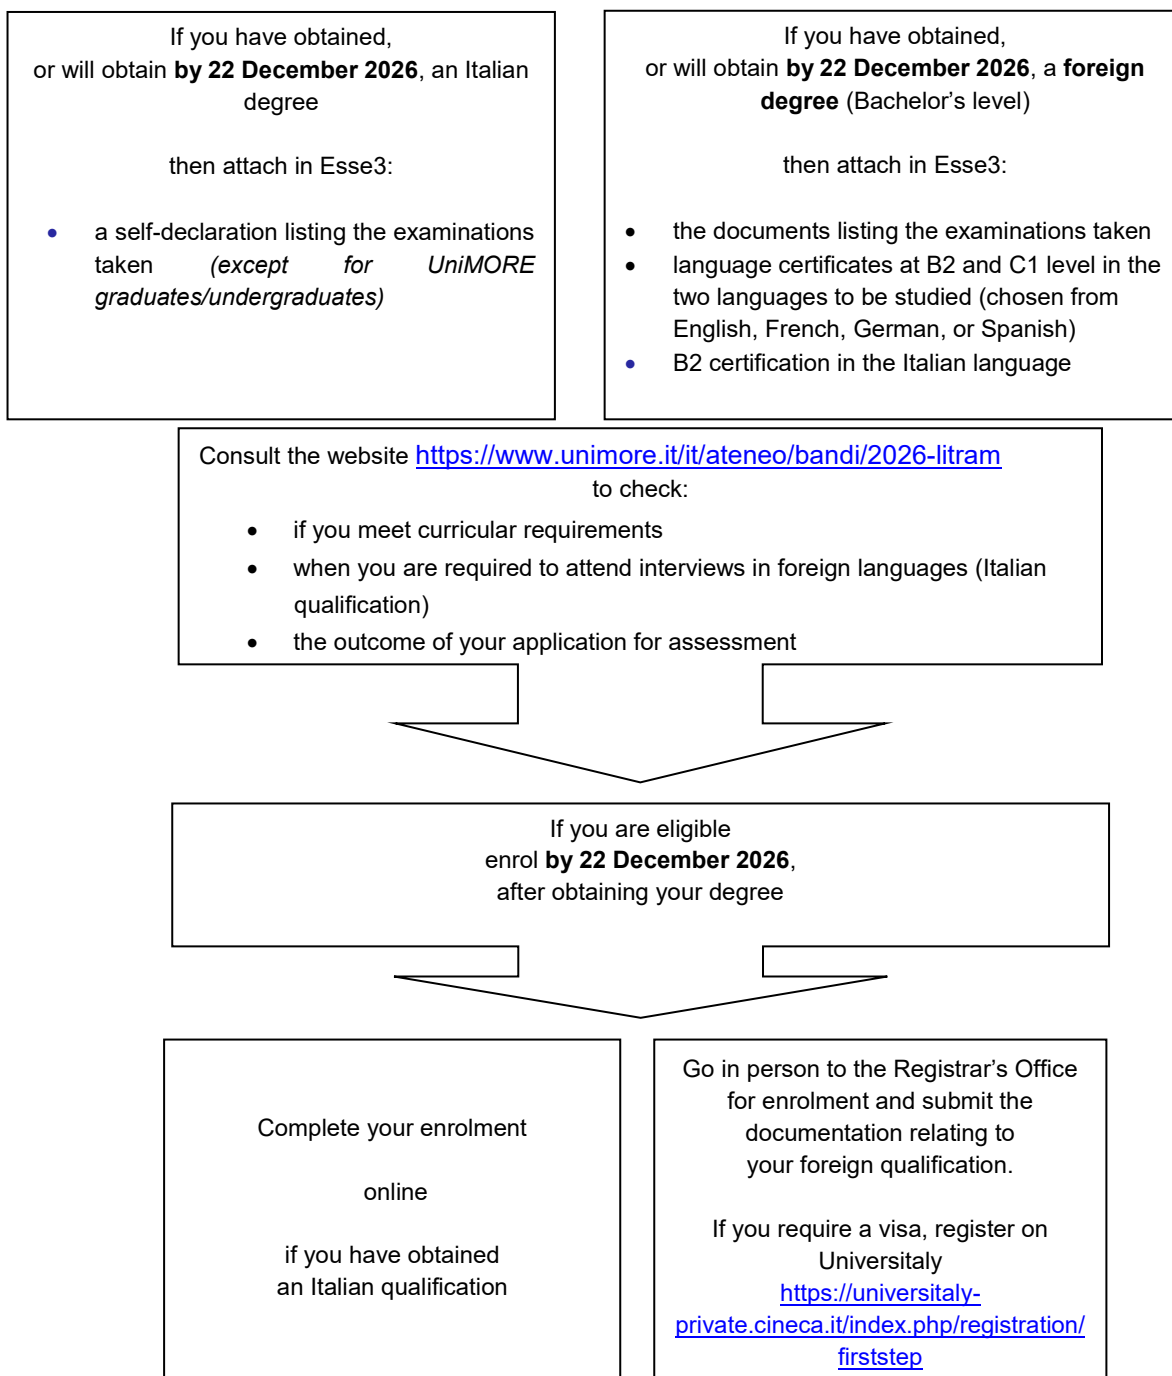 If you have obtained,
or will obtain by 22 December 2026, an Italian
degree
then attach in Esse3:
• a self-declaration listing the examinations
taken (except for UniMORE
graduates/undergraduates)
If you have obtained,
or will obtain by 22 December 2026, a foreign
degree (Bachelor’s level)
then attach in Esse3:
• the documents listing the examinations taken
• language certificates at B2 and C1 level in the
two languages to be studied (chosen from
English, French, German, or Spanish)
• B2 certification in the Italian language
Consult the website https://www.unimore.it/it/ateneo/bandi/2026-litram
to check:
• if you meet curricular requirements
• when you are required to attend interviews in foreign languages (Italian
qualification)
• the outcome of your application for assessment
If you are eligible
enrol by 22 December 2026,
after obtaining your degree
Complete your enrolment
online
if you have obtained
an Italian qualification
Go in person to the Registrar’s Office
for enrolment and submit the
documentation relating to
your foreign qualification.
If you require a visa, register on
Universitaly
https://universitaly-
private.cineca.it/index.php/registration/
firststep